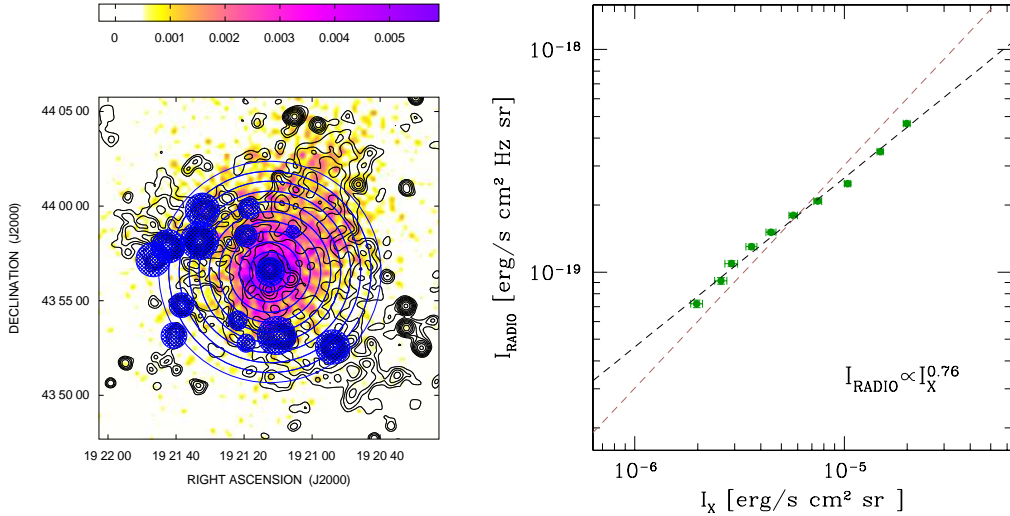 0 0.001 0.002 0.003 0.004 0.005
44 05 00
44 00 00
43 55 00
43 50 00
DECLINATION (J2000)
19 22 00 19 21 40 19 21 20 19 21 00 19 20 40
RIGHT ASCENSION (J2000)
10⁻¹⁸
10⁻¹⁹
I_RADIO [erg/s cm² Hz sr]
I_RADIO∝I_X^0.76
10⁻⁶ 10⁻⁵
I_X [erg/s cm² sr ]